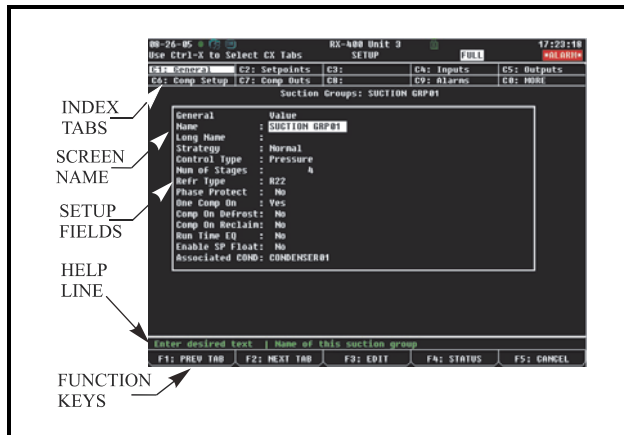 08-26-05 RX-400 Unit 3 17:23:18
Use Ctrl-X to Select CX Tabs SETUP FULL *ALARM*
C1: General C2: Setpoints C3: C4: Inputs C5: Outputs
C6: Comp Setup C7: Comp Outs C8: C9: Alarms C0: MORE
Suction Groups: SUCTION GRP01
General Value
Name : SUCTION GRP01
Long Name :
Strategy : Normal
Control Type : Pressure
Num of Stages : 4
Refr Type : R22
Phase Protect : No
One Comp On : Yes
Comp On Defrost: No
Comp On Reclaim: No
Run Time EQ : No
Enable SP Float: No
Associated COND: CONDENSER01
Enter desired text | Name of this suction group
F1: PREV TAB F2: NEXT TAB F3: EDIT F4: STATUS F5: CANCEL
INDEX
TABS
SCREEN
NAME
SETUP
FIELDS
HELP
LINE
FUNCTION
KEYS